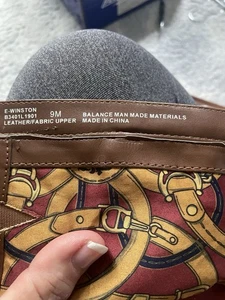 E-WINSTON
B3401L1901 9M BALANCE MAN MADE MATERIALS
LEATHER/FABRIC UPPER MADE IN CHINA